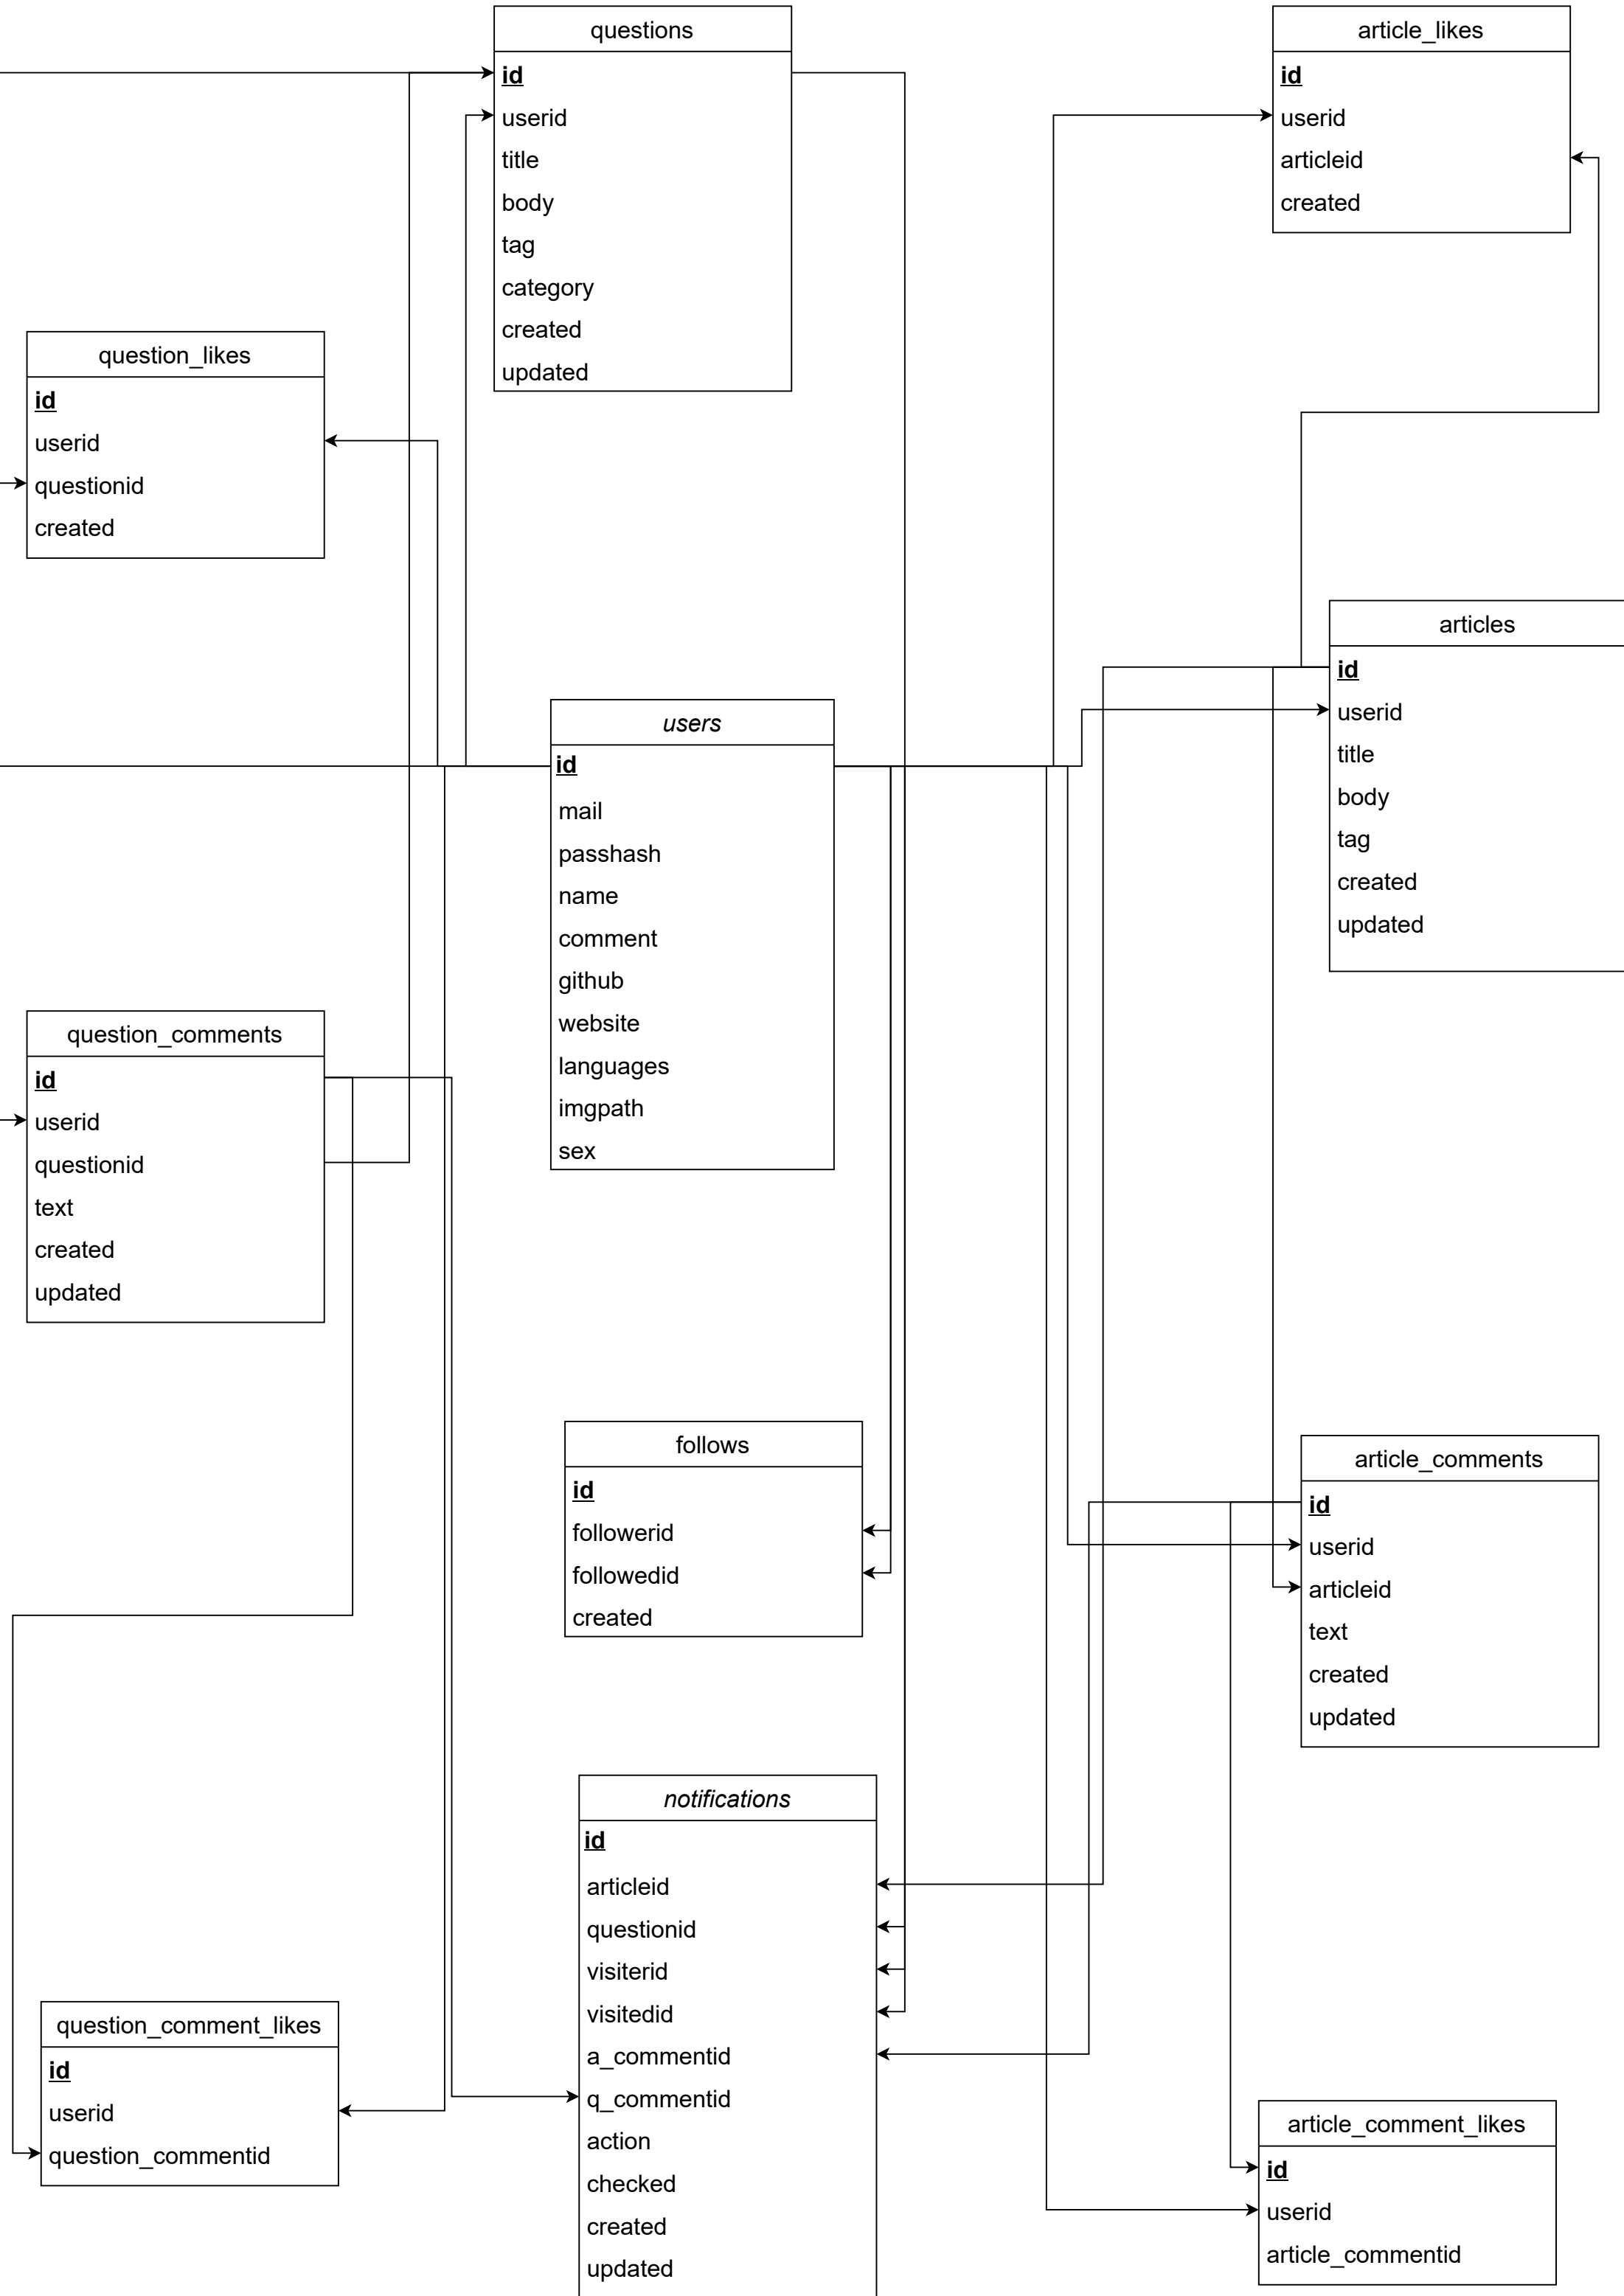 questions
id
userid
title
body
tag
category
created
updated
article_likes
id
userid
articleid
created
question_likes
id
userid
questionid
created
articles
id
userid
title
body
tag
created
updated
users
id
mail
passhash
name
comment
github
website
languages
imgpath
sex
question_comments
id
userid
questionid
text
created
updated
follows
id
followerid
followedid
created
article_comments
id
userid
articleid
text
created
updated
notifications
id
articleid
questionid
visiterid
visitedid
a_commentid
q_commentid
action
checked
created
updated
question_comment_likes
id
userid
question_commentid
article_comment_likes
id
userid
article_commentid